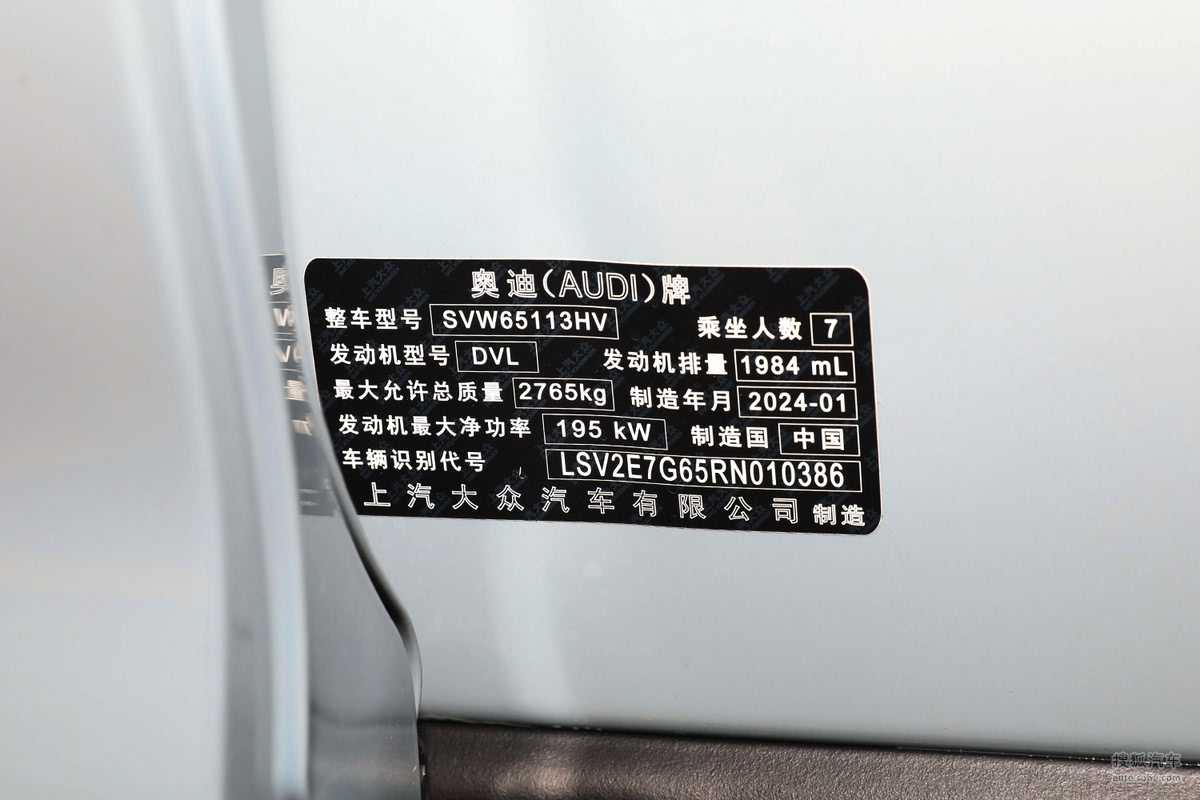 奥迪(AUDI)牌
整车型号 SVW65113HV 乘坐人数 7
发动机型号 DVL 发动机排量 1984 mL
最大允许总质量 2765kg 制造年月 2024-01
发动机最大净功率 195 kW 制造国 中国
车辆识别代号 LSV2E7G65RN010386
上汽大众汽车有限公司 制造
搜狐汽车
auto.sohu.com